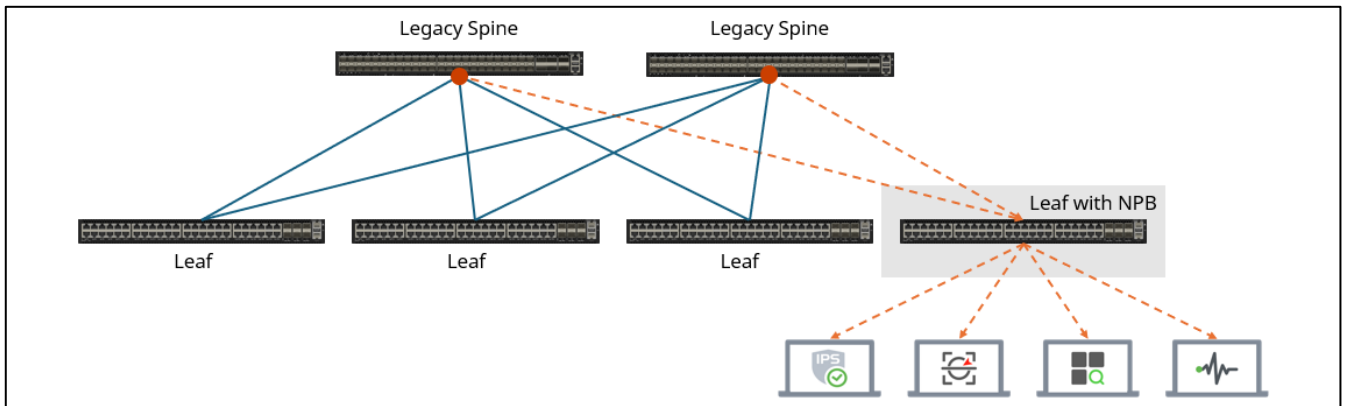 Legacy Spine
Legacy Spine
Leaf with NPB
Leaf
Leaf
Leaf
IPS